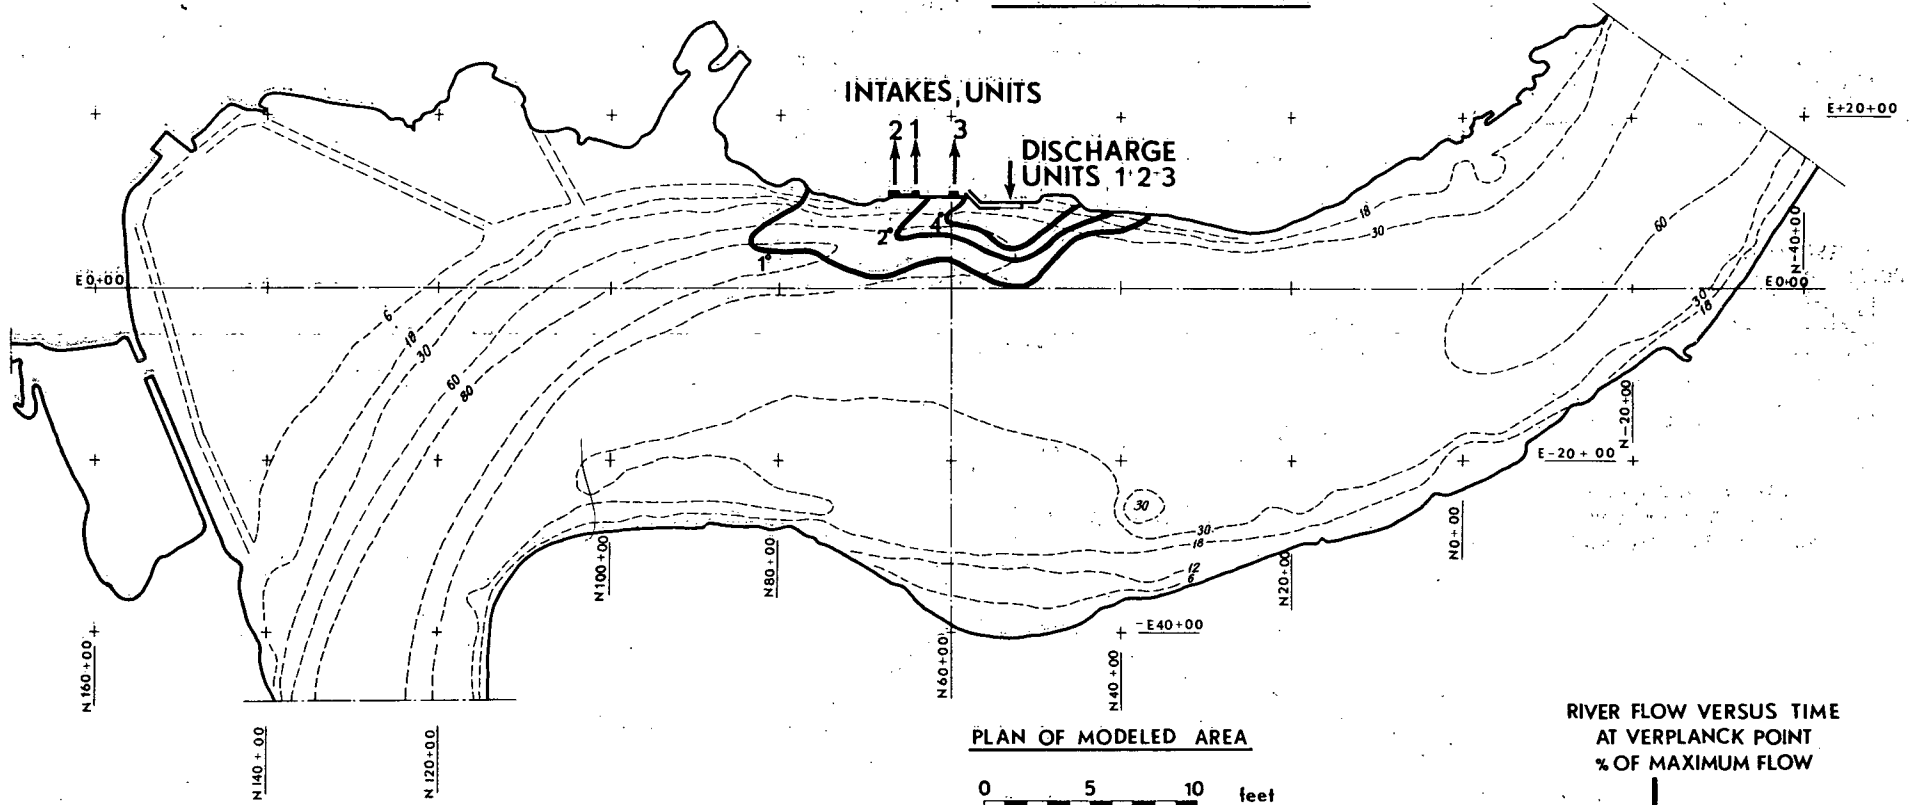 INTAKES, UNITS
2 1 3
DISCHARGE
UNITS 1·2·3
E+20+00
18
30
60
N-40+00
4°
2°
1°
E0+00
E0+00
30
18
6
18
30
60
80
N-20+00
E-20+00
30
30
18
12
6
N0+00
N20+00
N100+00
N80+00
-E40+00
N60+00
N40+00
N160+00
N140+00
N120+00
PLAN OF MODELED AREA
0 5 10 feet
RIVER FLOW VERSUS TIME
AT VERPLANCK POINT
% OF MAXIMUM FLOW